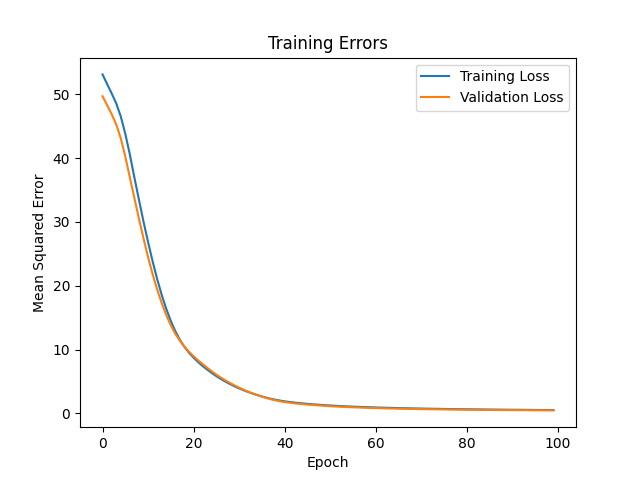 Training Errors
Training Loss
Validation Loss
Mean Squared Error
50
40
30
20
10
0
0 20 40 60 80 100
Epoch